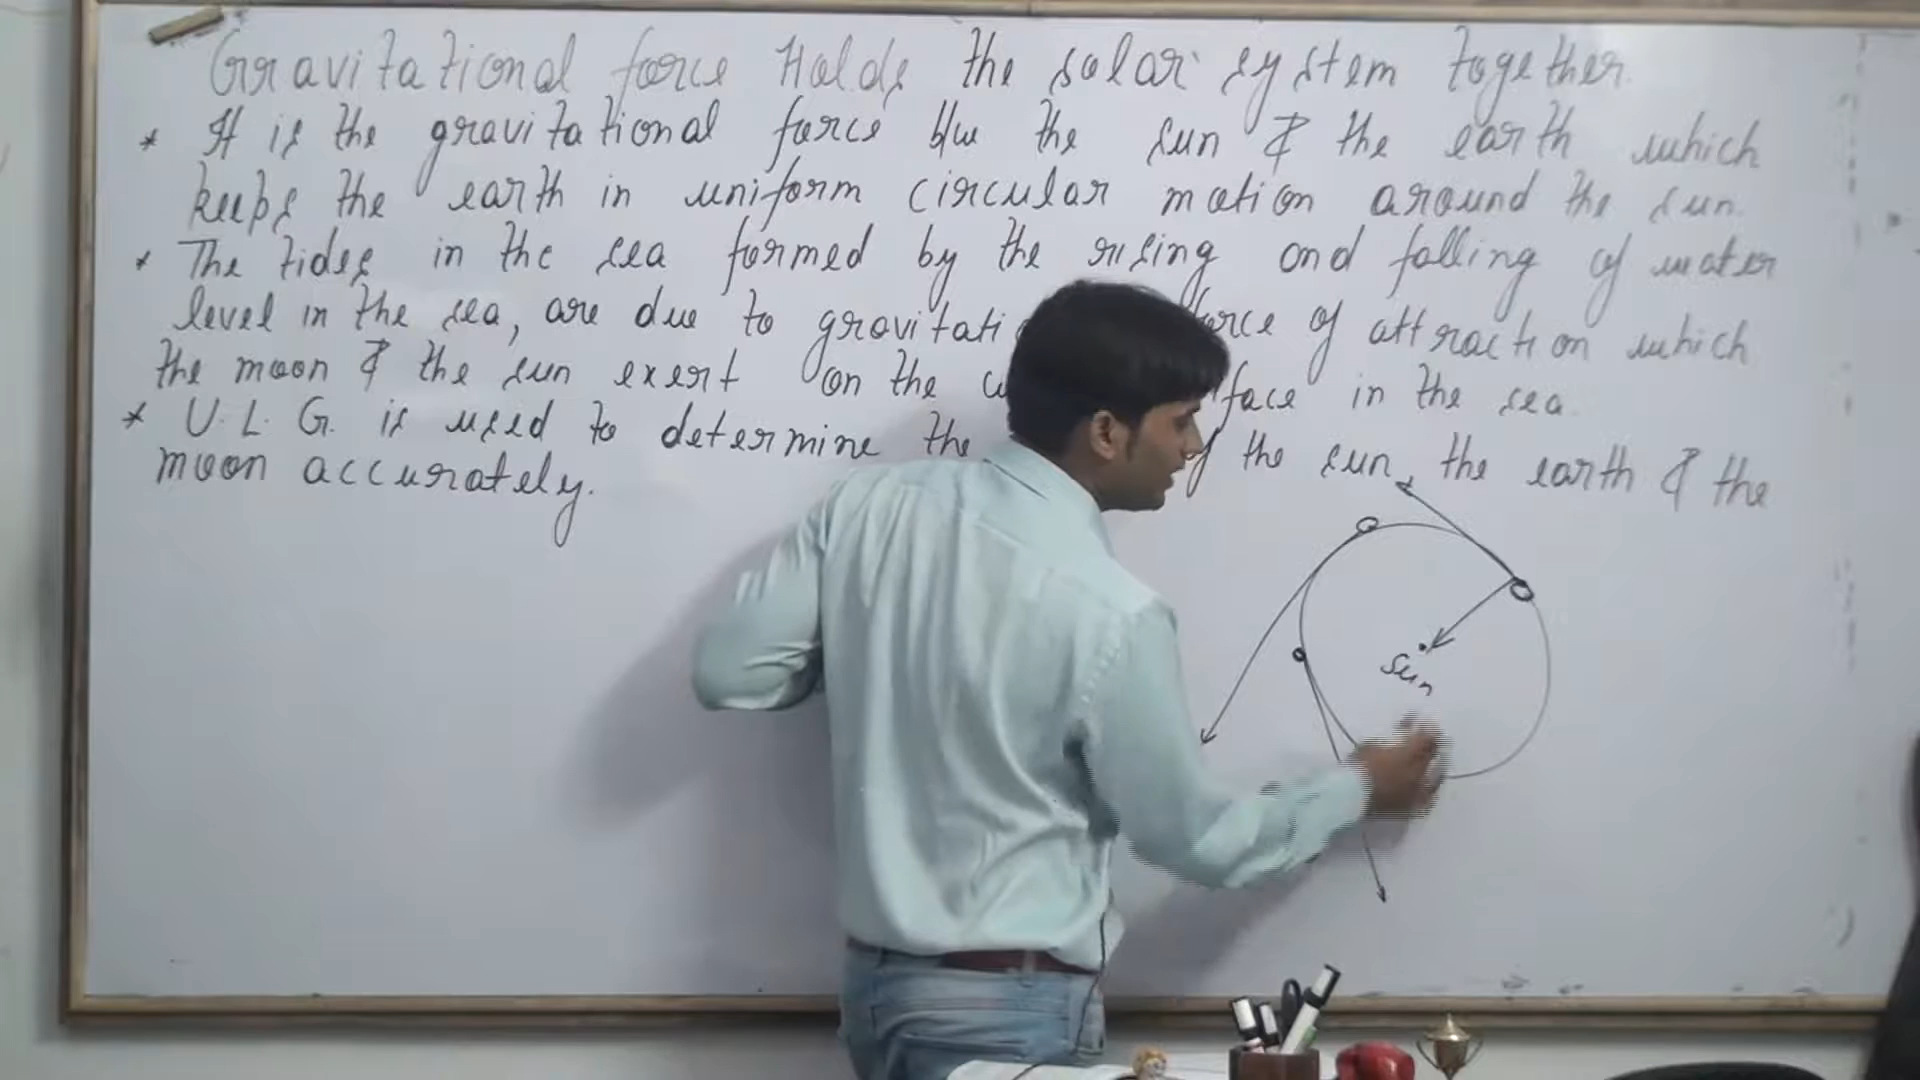 Gravitational force Holds the solar system together.
* It is the gravitational force b/w the sun & the earth which
keeps the earth in uniform circular motion around the sun.
* The tides in the sea formed by the rising and falling of water
level in the sea, are due to gravitati force of attraction which
the moon & the sun exert on the face in the sea.
* U. L. G. is used to determine the of the sun, the earth & the
moon accurately.
Sun